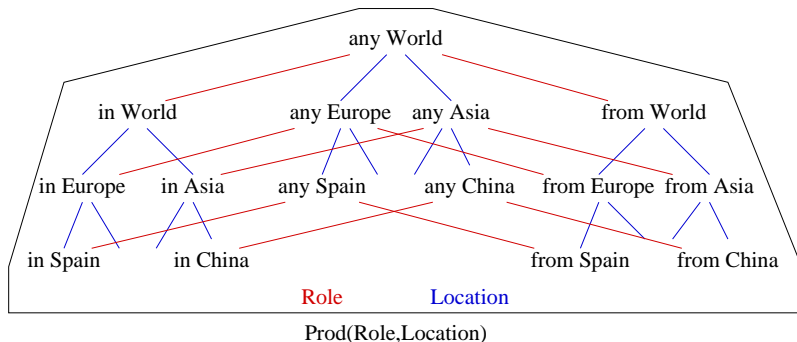 any World
in World any Europe any Asia from World
in Europe in Asia any Spain any China from Europe from Asia
in Spain in China from Spain from China
Role Location
Prod(Role,Location)